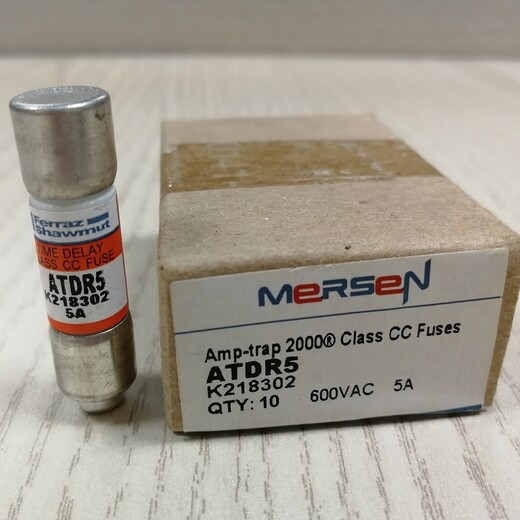 Ferraz
Shawmut
TIME DELAY
CLASS CC FUSE
ATDR5
K218302
5A
MERSEN
Amp-trap 2000® Class CC Fuses
ATDR5
K218302
QTY: 10 600VAC 5A